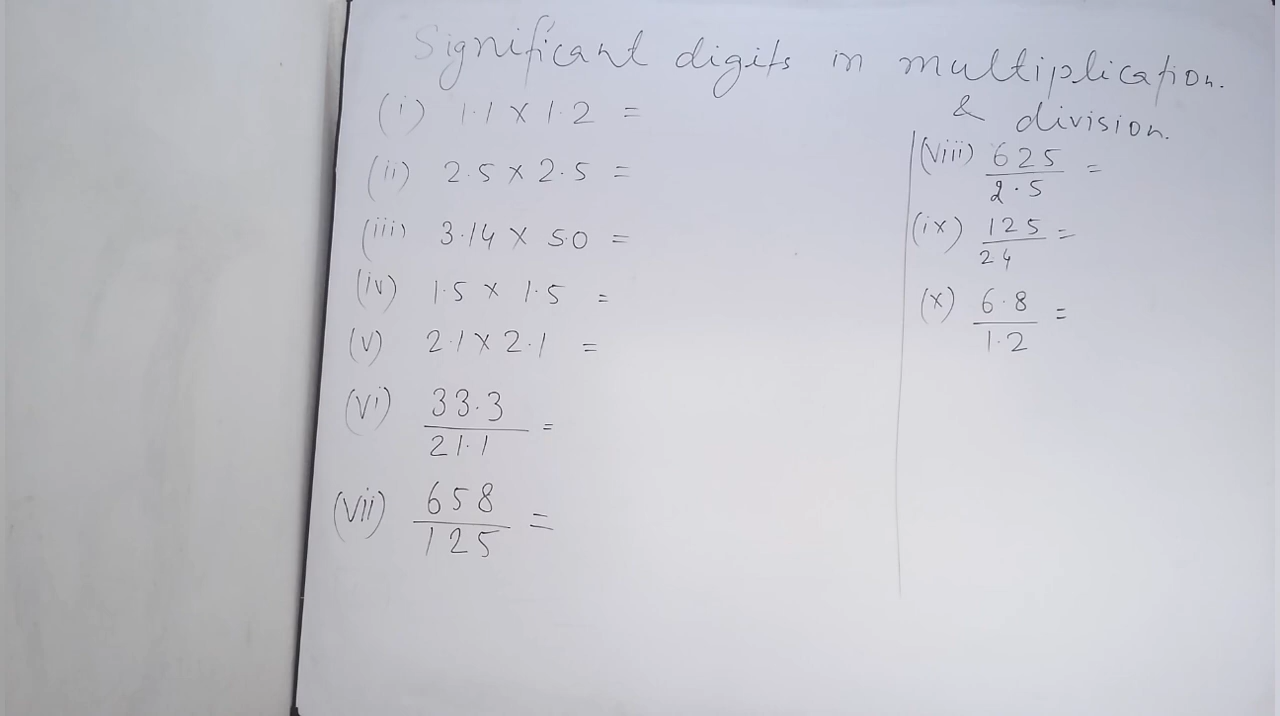 Significant digits in multiplication.
& division.
(i) 1.1 x 1.2 =
(ii) 2.5 x 2.5 =
(iii) 3.14 x 5.0 =
(iv) 1.5 x 1.5 =
(v) 2.1 x 2.1 =
(vi) 33.3 / 21.1 =
(vii) 658 / 125 =
(viii) 625 / 2.5 =
(ix) 125 / 24 =
(x) 6.8 / 1.2 =